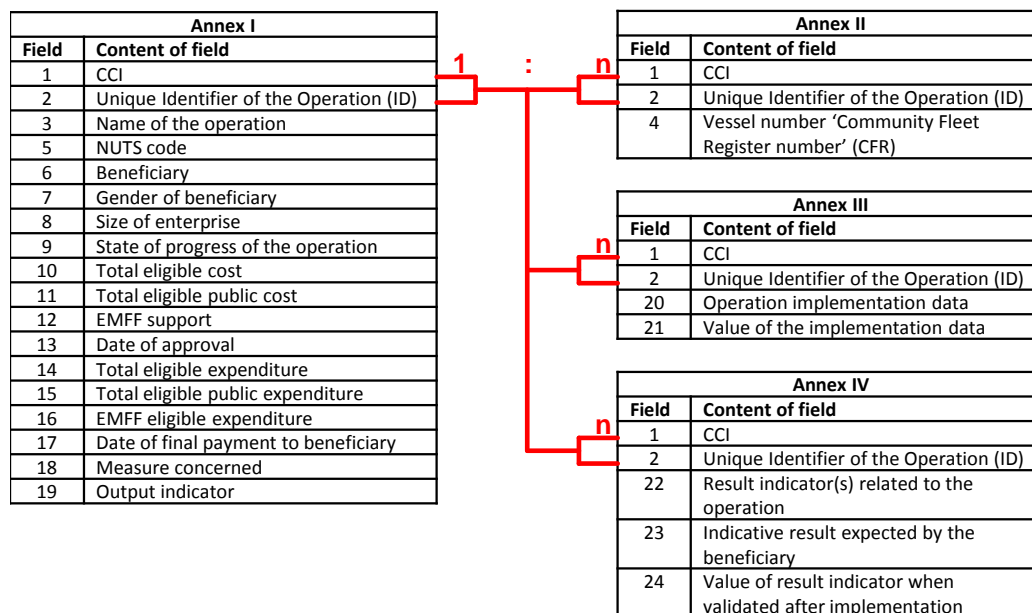 Annex I
Field Content of field
1 CCI
2 Unique Identifier of the Operation (ID)
3 Name of the operation
5 NUTS code
6 Beneficiary
7 Gender of beneficiary
8 Size of enterprise
9 State of progress of the operation
10 Total eligible cost
11 Total eligible public cost
12 EMFF support
13 Date of approval
14 Total eligible expenditure
15 Total eligible public expenditure
16 EMFF eligible expenditure
17 Date of final payment to beneficiary
18 Measure concerned
19 Output indicator
1 : n
Annex II
Field Content of field
1 CCI
2 Unique Identifier of the Operation (ID)
4 Vessel number ‘Community Fleet
Register number’ (CFR)
n
Annex III
Field Content of field
1 CCI
2 Unique Identifier of the Operation (ID)
20 Operation implementation data
21 Value of the implementation data
n
Annex IV
Field Content of field
1 CCI
2 Unique Identifier of the Operation (ID)
22 Result indicator(s) related to the
operation
23 Indicative result expected by the
beneficiary
24 Value of result indicator when
validated after implementation